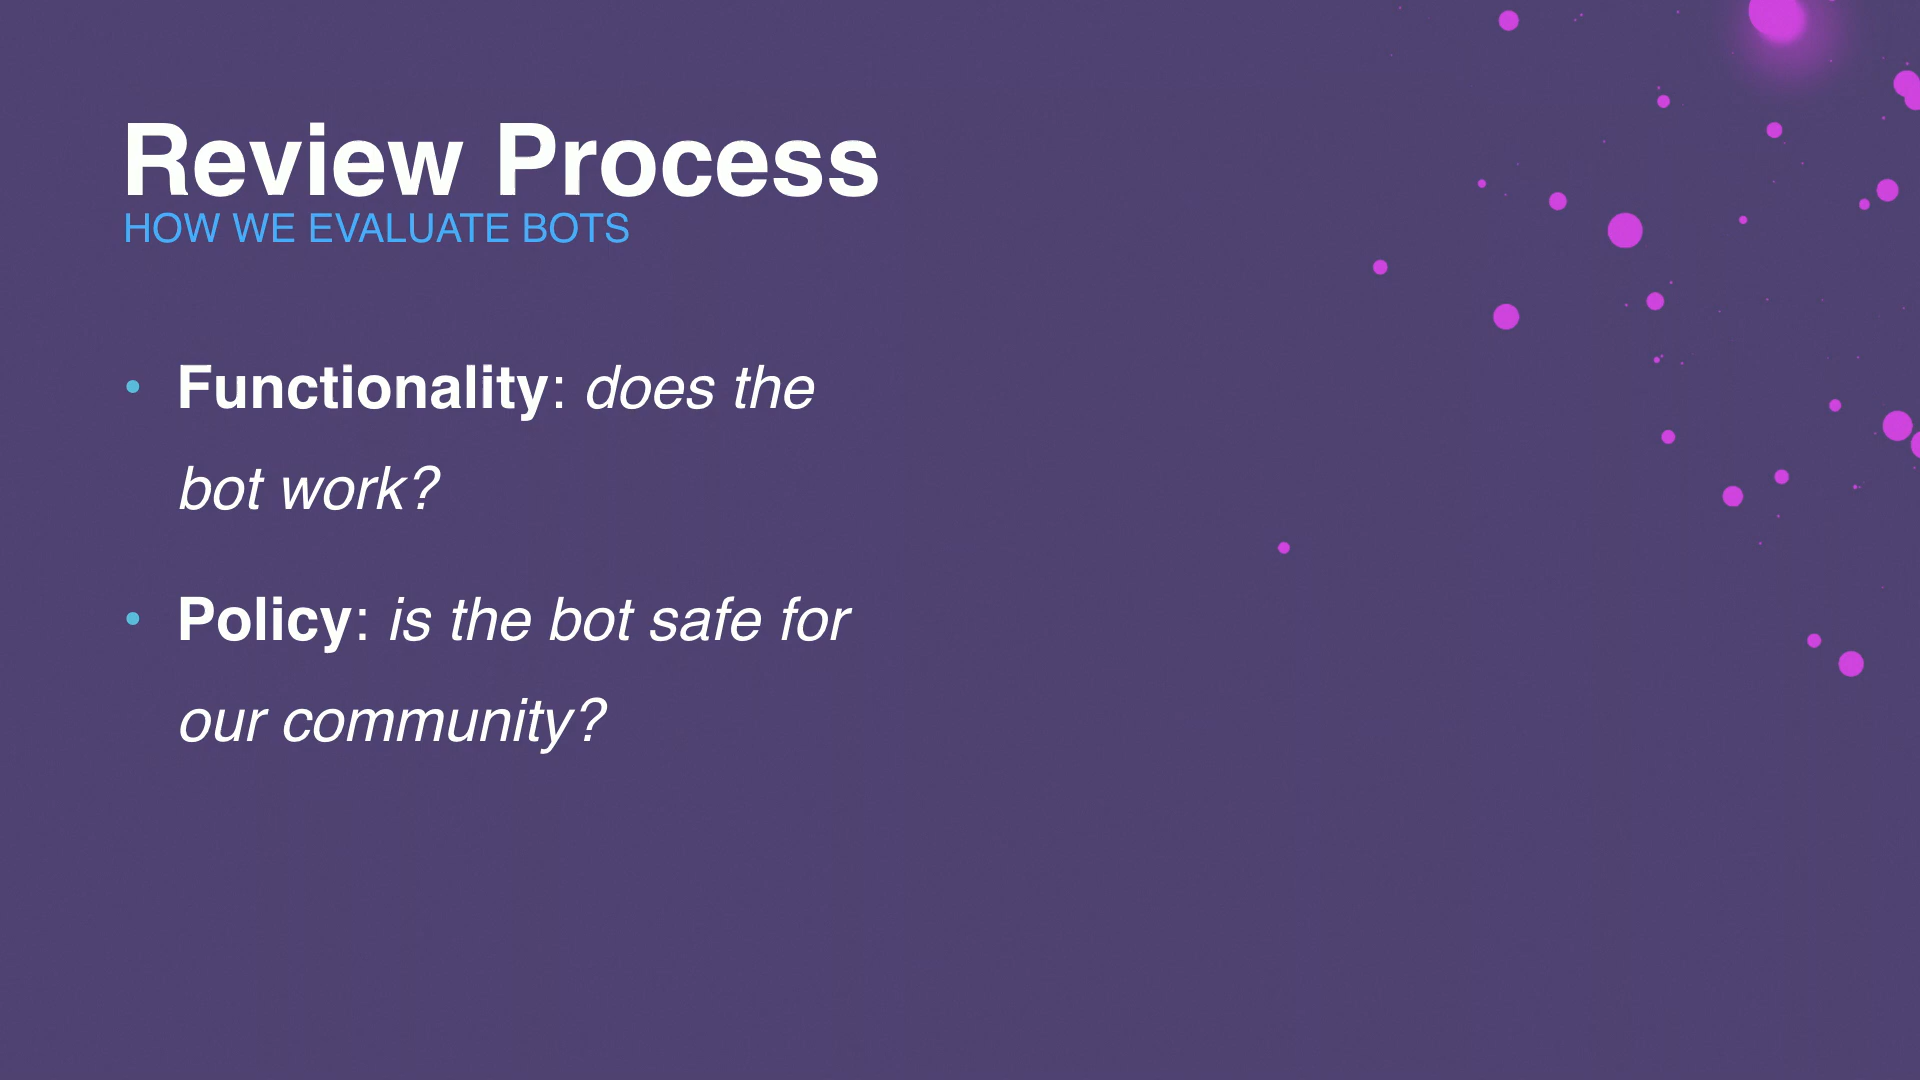 Review Process
HOW WE EVALUATE BOTS
• Functionality: does the
bot work?
• Policy: is the bot safe for
our community?